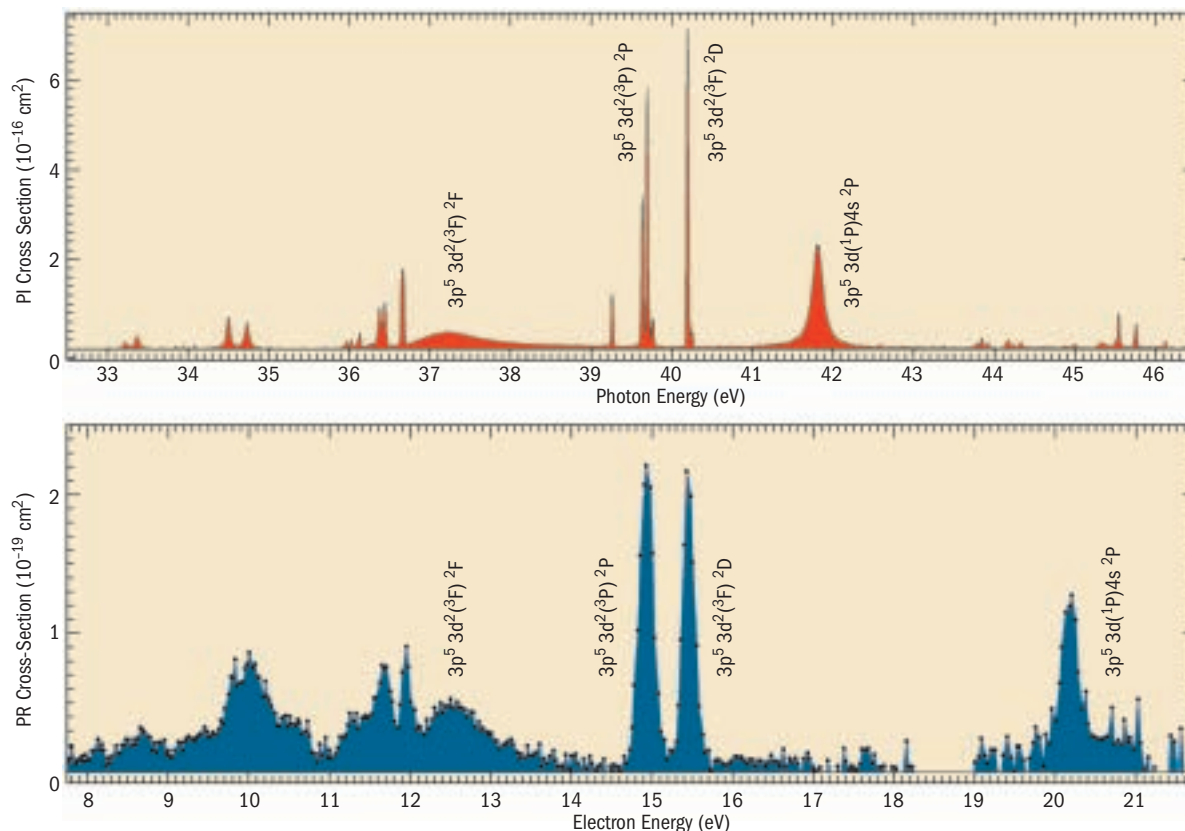 PI Cross Section (10⁻¹⁶ cm²)
6
4
2
0
3p⁵ 3d²(³F) ²F
3p⁵ 3d²(³P) ²P
3p⁵ 3d²(³F) ²D
3p⁵ 3d(¹P)4s ²P
33 34 35 36 37 38 39 40 41 42 43 44 45 46
Photon Energy (eV)
PR Cross-Section (10⁻¹⁹ cm²)
2
1
0
3p⁵ 3d²(³F) ²F
3p⁵ 3d²(³P) ²P
3p⁵ 3d²(³F) ²D
3p⁵ 3d(¹P)4s ²P
8 9 10 11 12 13 14 15 16 17 18 19 20 21
Electron Energy (eV)